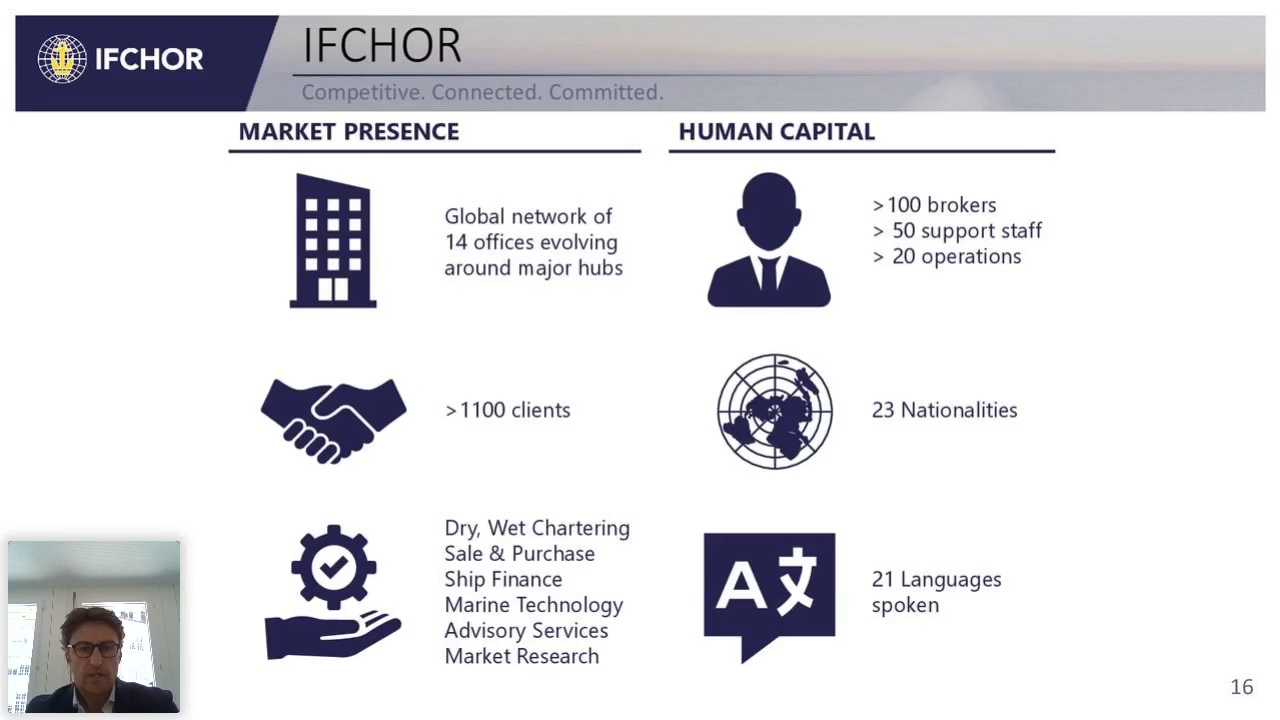 IFCHOR
IFCHOR
Competitive. Connected. Committed.
MARKET PRESENCE
Global network of
14 offices evolving
around major hubs
>1100 clients
Dry, Wet Chartering
Sale & Purchase
Ship Finance
Marine Technology
Advisory Services
Market Research
HUMAN CAPITAL
>100 brokers
> 50 support staff
> 20 operations
23 Nationalities
A文
21 Languages
spoken
16